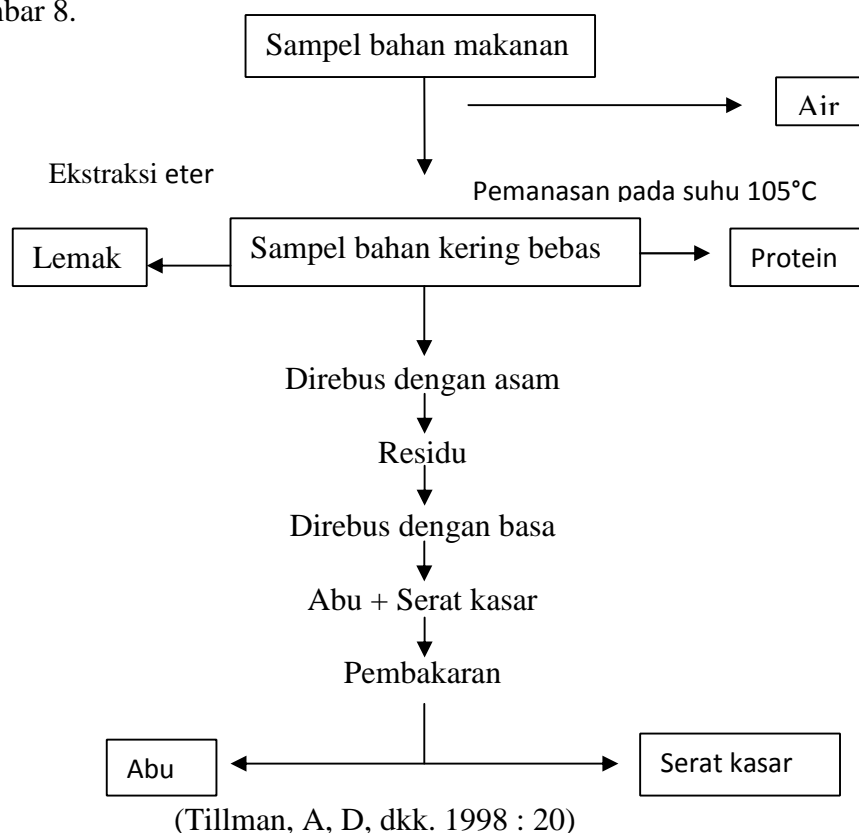 nbar 8.
Sampel bahan makanan
Air
Ekstraksi eter
Pemanasan pada suhu 105°C
Lemak
Sampel bahan kering bebas
Protein
Direbus dengan asam
Residu
Direbus dengan basa
Abu + Serat kasar
Pembakaran
Abu
Serat kasar
(Tillman, A, D, dkk. 1998 : 20)